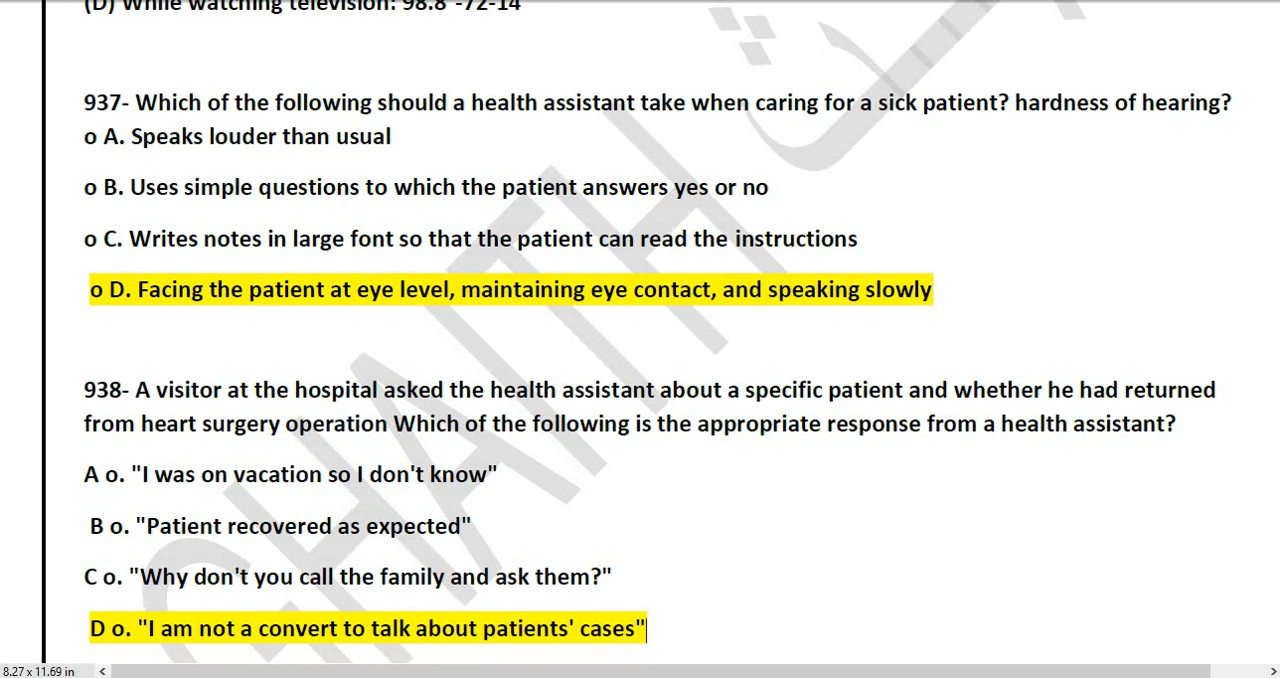 (D) While watching television: 98.8°-72-14
937- Which of the following should a health assistant take when caring for a sick patient? hardness of hearing?
o A. Speaks louder than usual
o B. Uses simple questions to which the patient answers yes or no
o C. Writes notes in large font so that the patient can read the instructions
o D. Facing the patient at eye level, maintaining eye contact, and speaking slowly
938- A visitor at the hospital asked the health assistant about a specific patient and whether he had returned
from heart surgery operation Which of the following is the appropriate response from a health assistant?
A o. "I was on vacation so I don't know"
B o. "Patient recovered as expected"
C o. "Why don't you call the family and ask them?"
D o. "I am not a convert to talk about patients' cases"
8.27 x 11.69 in
GHAITH